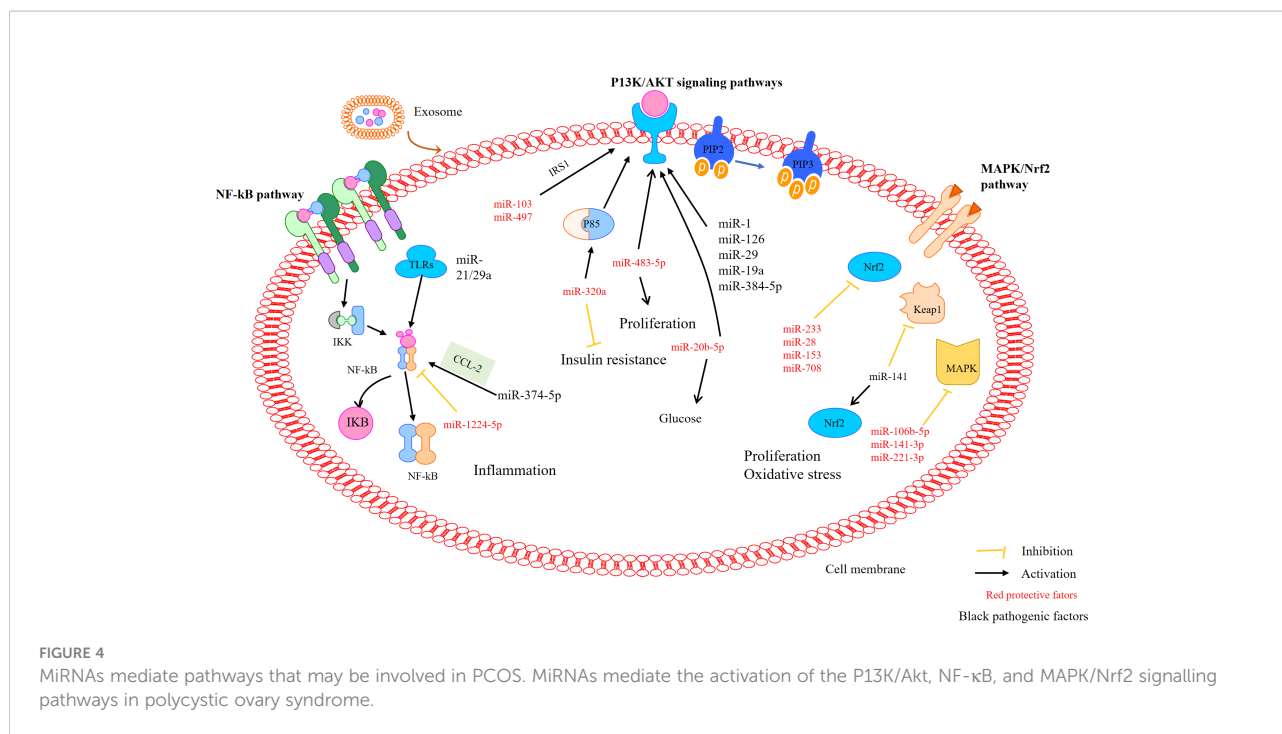 P13K/AKT signaling pathways
Exosome
PIP2
PIP3
p
p
p
p
p
MAPK/Nrf2
pathway
NF-kB pathway
IRS1
miR-103
miR-497
P85
miR-1
miR-126
miR-29
miR-19a
miR-384-5p
TLRs
miR-
21/29a
miR-483-5p
Nrf2
miR-320a
Keap1
Proliferation
miR-233
miR-28
miR-153
miR-708
IKK
miR-20b-5p
Insulin resistance
MAPK
NF-kB
CCL-2
miR-141
miR-374-5p
Glucose
IKB
miR-1224-5p
Nrf2
miR-106b-5p
miR-141-3p
miR-221-3p
Inflammation
NF-kB
Proliferation
Oxidative stress
Inhibition
Cell membrane
Activation
Red protective fators
Black pathogenic factors
FIGURE 4
MiRNAs mediate pathways that may be involved in PCOS. MiRNAs mediate the activation of the P13K/Akt, NF-κB, and MAPK/Nrf2 signalling
pathways in polycystic ovary syndrome.